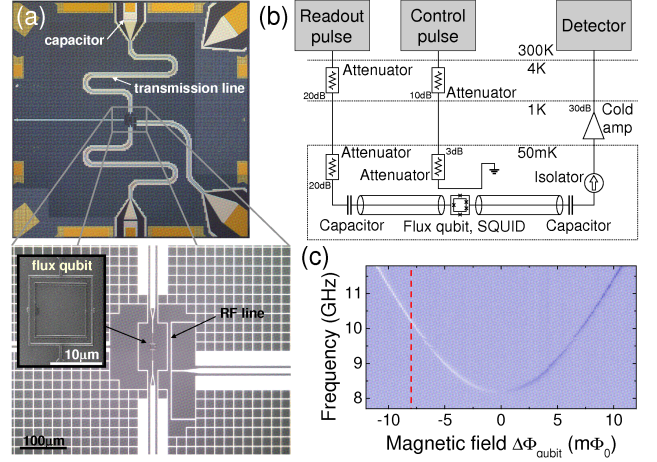 (a)
capacitor
transmission line
flux qubit
10μm
RF line
100μm
(b)
Readout pulse
Control pulse
Detector
300K
4K
Attenuator
20dB
10dB
Attenuator
1K
30dB
Cold amp
50mK
Attenuator
20dB
3dB
Attenuator
Isolator
Capacitor
Flux qubit, SQUID
Capacitor
(c)
Frequency (GHz)
11
10
9
8
-10 -5 0 5 10
Magnetic field ΔΦqubit (mΦ0)